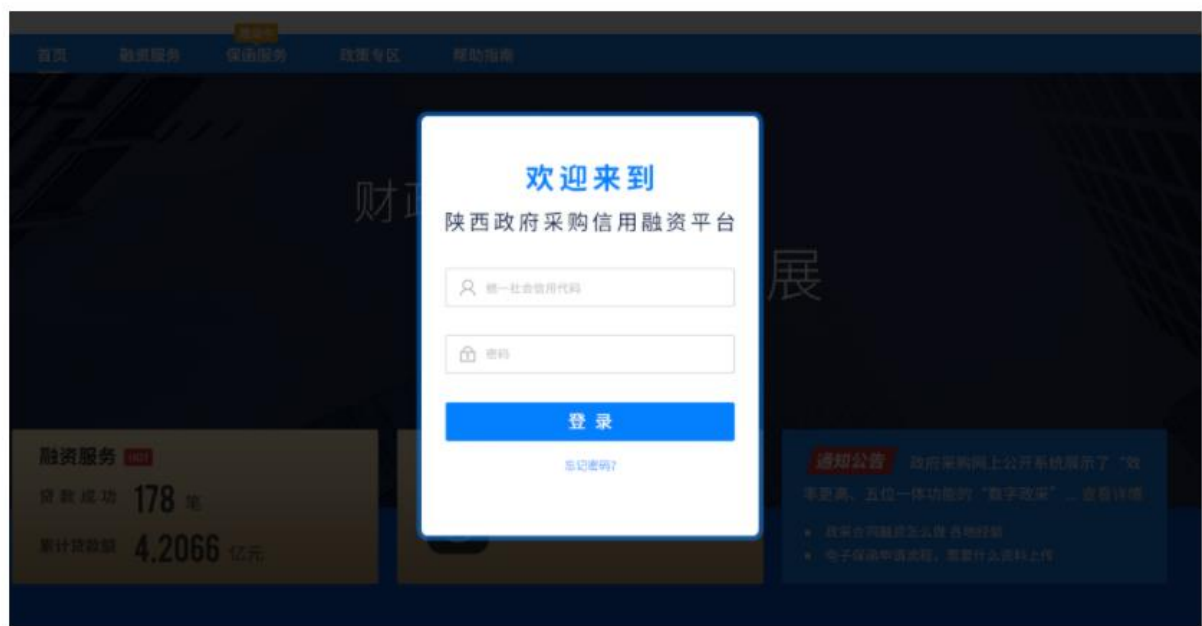 首页 融资服务 保函服务 政策专区 帮助指南
财政
展
欢迎来到
陕西政府采购信用融资平台
统一社会信用代码
密码
登录
忘记密码?
融资服务 HOT
贷款成功 178 笔
累计贷款额 4.2066 亿元
通知公告 政府采购网上公开系统展示了“效
率更高、五位一体功能的“数字政采” ... 查看详情
政采合同融资怎么做 各地经验
电子保函申请流程，需要什么资料上传